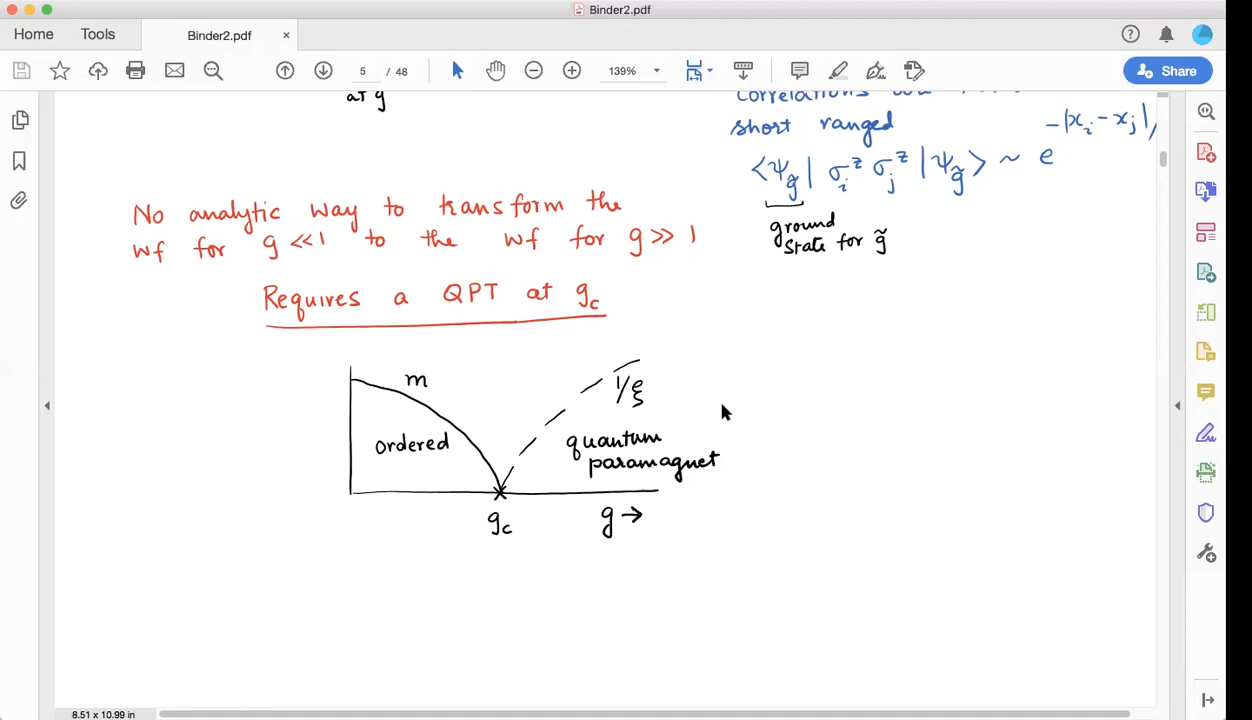 Binder2.pdf
Home Tools Binder2.pdf ×
5 / 48 139% Share
at g
short ranged
⟨ψ_g̃| σ_i^z σ_j^z |ψ_g̃⟩ ~ e^-|x_i - x_j|/
ground
state for g̃
No analytic way to transform the
wf for g <<1 to the wf for g >> 1
Requires a QPT at g_c
m
1/ξ
ordered
quantum
paramagnet
g_c
g →
8.51 x 10.99 in